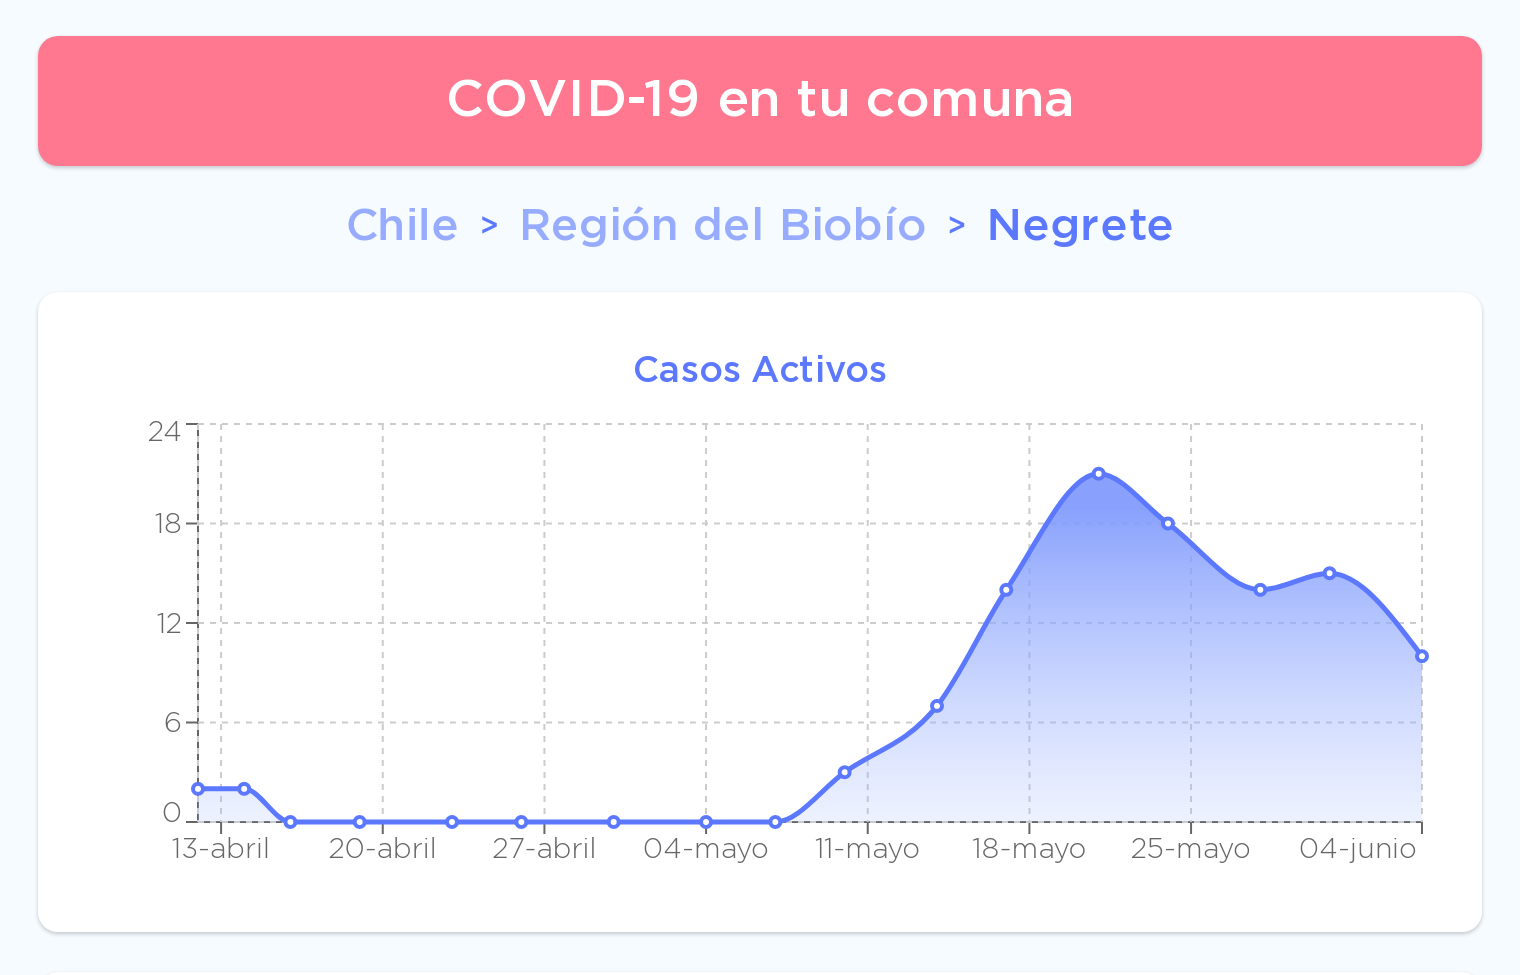 COVID-19 en tu comuna
Chile > Región del Biobío > Negrete
Casos Activos
24
18
12
6
0
13-abril 20-abril 27-abril 04-mayo 11-mayo 18-mayo 25-mayo 04-junio